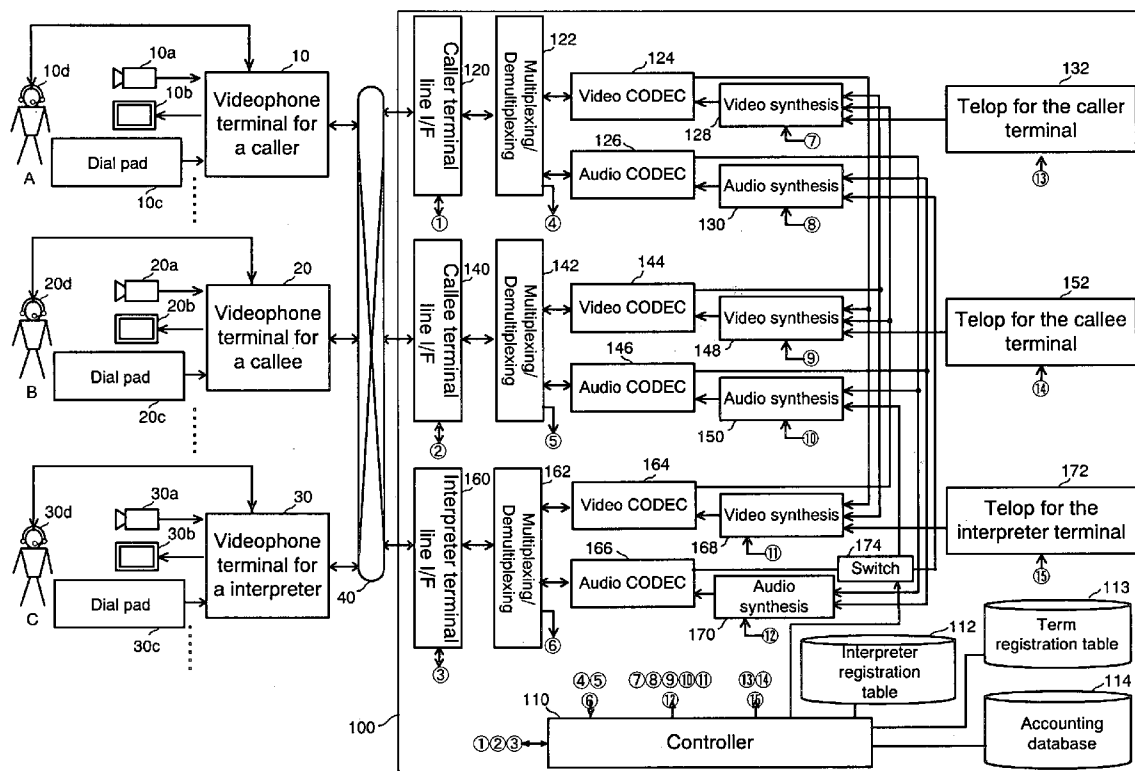 10d
10a
10b
10
Videophone
terminal for
a caller
A
Dial pad
10c
20d
20a
20b
20
Videophone
terminal for
a callee
B
Dial pad
20c
30d
30a
30b
30
Videophone
terminal for
a interpreter
C
Dial pad
30c
40
100
Caller terminal
line I/F
120
①
Multiplexing/
Demultiplexing
122
④
124
Video CODEC
126
Audio CODEC
Video synthesis
128
⑦
Audio synthesis
130
⑧
132
Telop for the caller
terminal
⑬
Callee terminal
line I/F
140
②
Multiplexing/
Demultiplexing
142
⑤
144
Video CODEC
146
Audio CODEC
Video synthesis
148
⑨
Audio synthesis
150
⑩
152
Telop for the callee
terminal
⑭
Interpreter terminal
line I/F
160
③
Multiplexing/
Demultiplexing
162
⑥
164
Video CODEC
166
Audio CODEC
Video synthesis
168
⑪
174
Switch
Audio
synthesis
170
⑫
172
Telop for the
interpreter terminal
⑮
113
Term
registration table
112
Interpreter
registration
table
114
Accounting
database
④⑤
⑥
⑦⑧⑨⑩⑪
⑫
⑬⑭
⑮
110
①②③
Controller